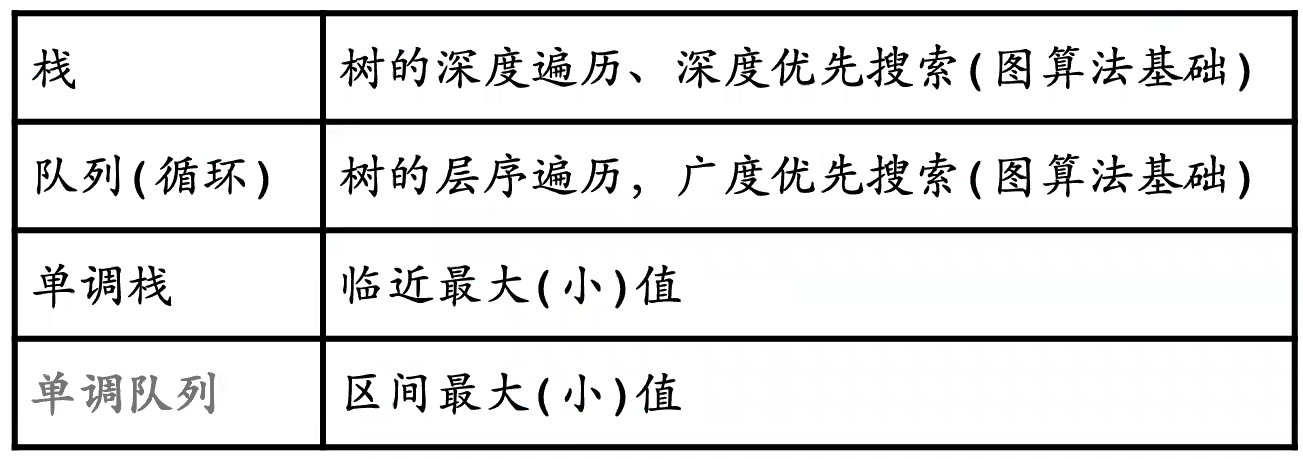 栈
树的深度遍历、深度优先搜索(图算法基础)
队列(循环)
树的层序遍历，广度优先搜索(图算法基础)
单调栈
临近最大(小)值
单调队列
区间最大(小)值